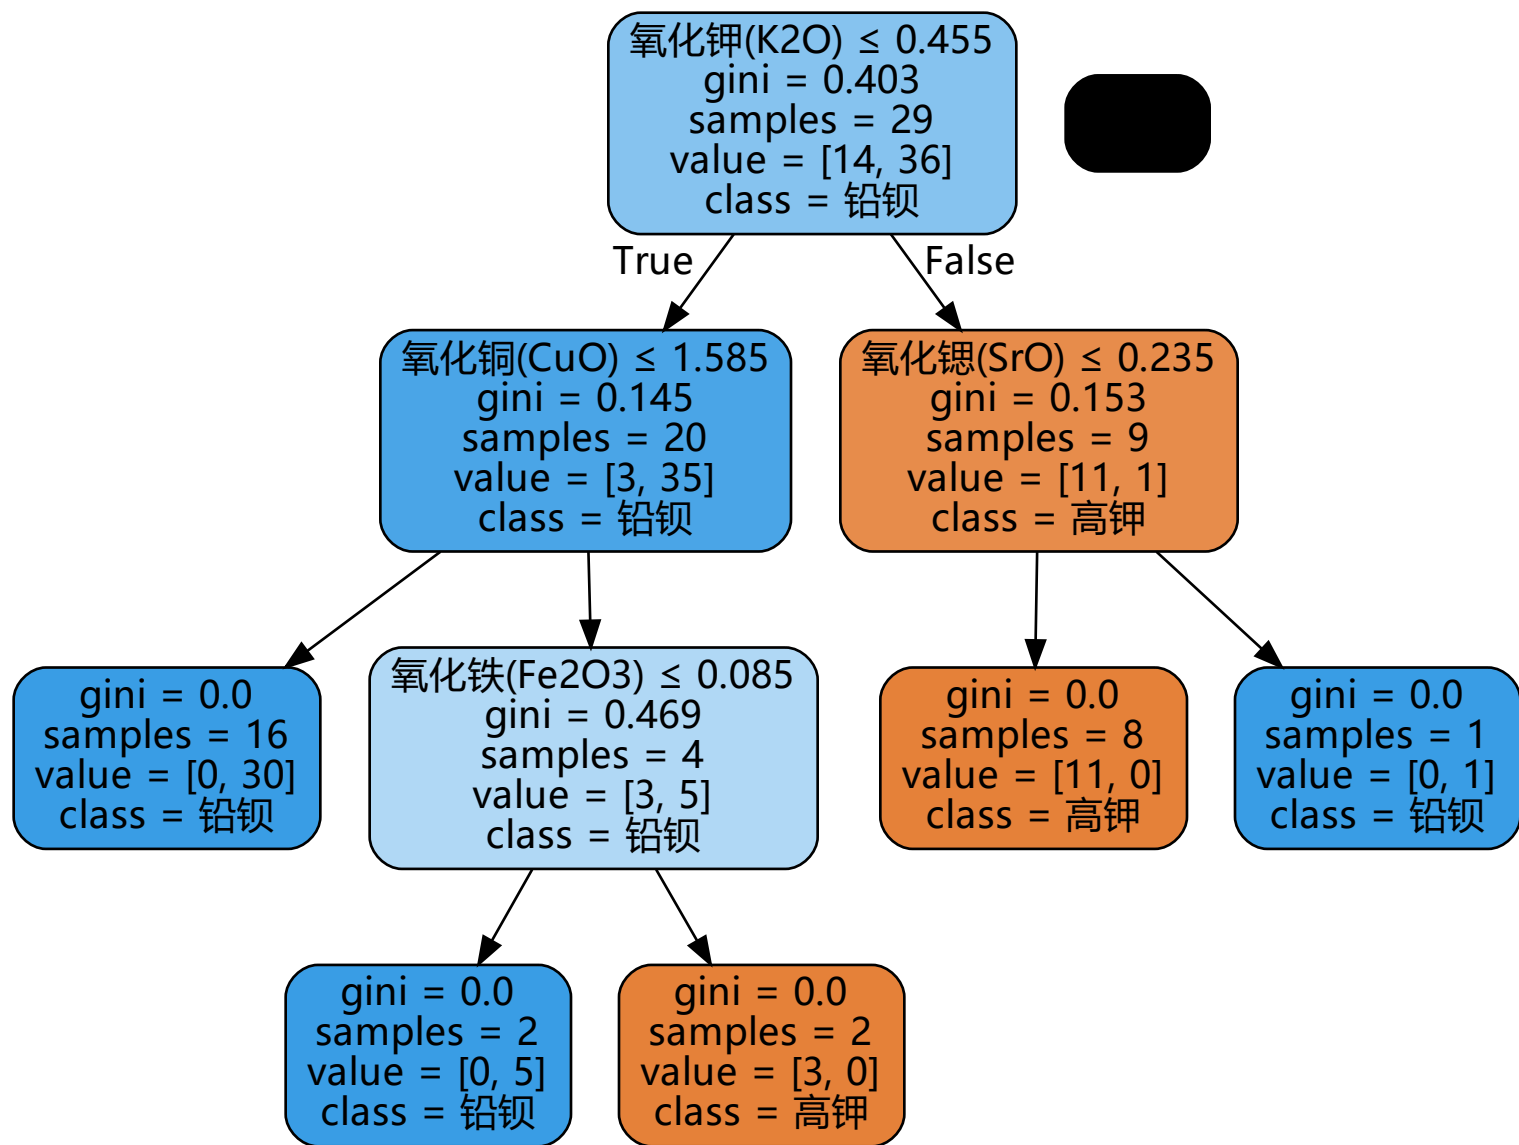 氧化钾(K2O) ≤ 0.455
gini = 0.403
samples = 29
value = [14, 36]
class = 铅钡
True
False
氧化铜(CuO) ≤ 1.585
gini = 0.145
samples = 20
value = [3, 35]
class = 铅钡
氧化锶(SrO) ≤ 0.235
gini = 0.153
samples = 9
value = [11, 1]
class = 高钾
gini = 0.0
samples = 16
value = [0, 30]
class = 铅钡
氧化铁(Fe2O3) ≤ 0.085
gini = 0.469
samples = 4
value = [3, 5]
class = 铅钡
gini = 0.0
samples = 8
value = [11, 0]
class = 高钾
gini = 0.0
samples = 1
value = [0, 1]
class = 铅钡
gini = 0.0
samples = 2
value = [0, 5]
class = 铅钡
gini = 0.0
samples = 2
value = [3, 0]
class = 高钾